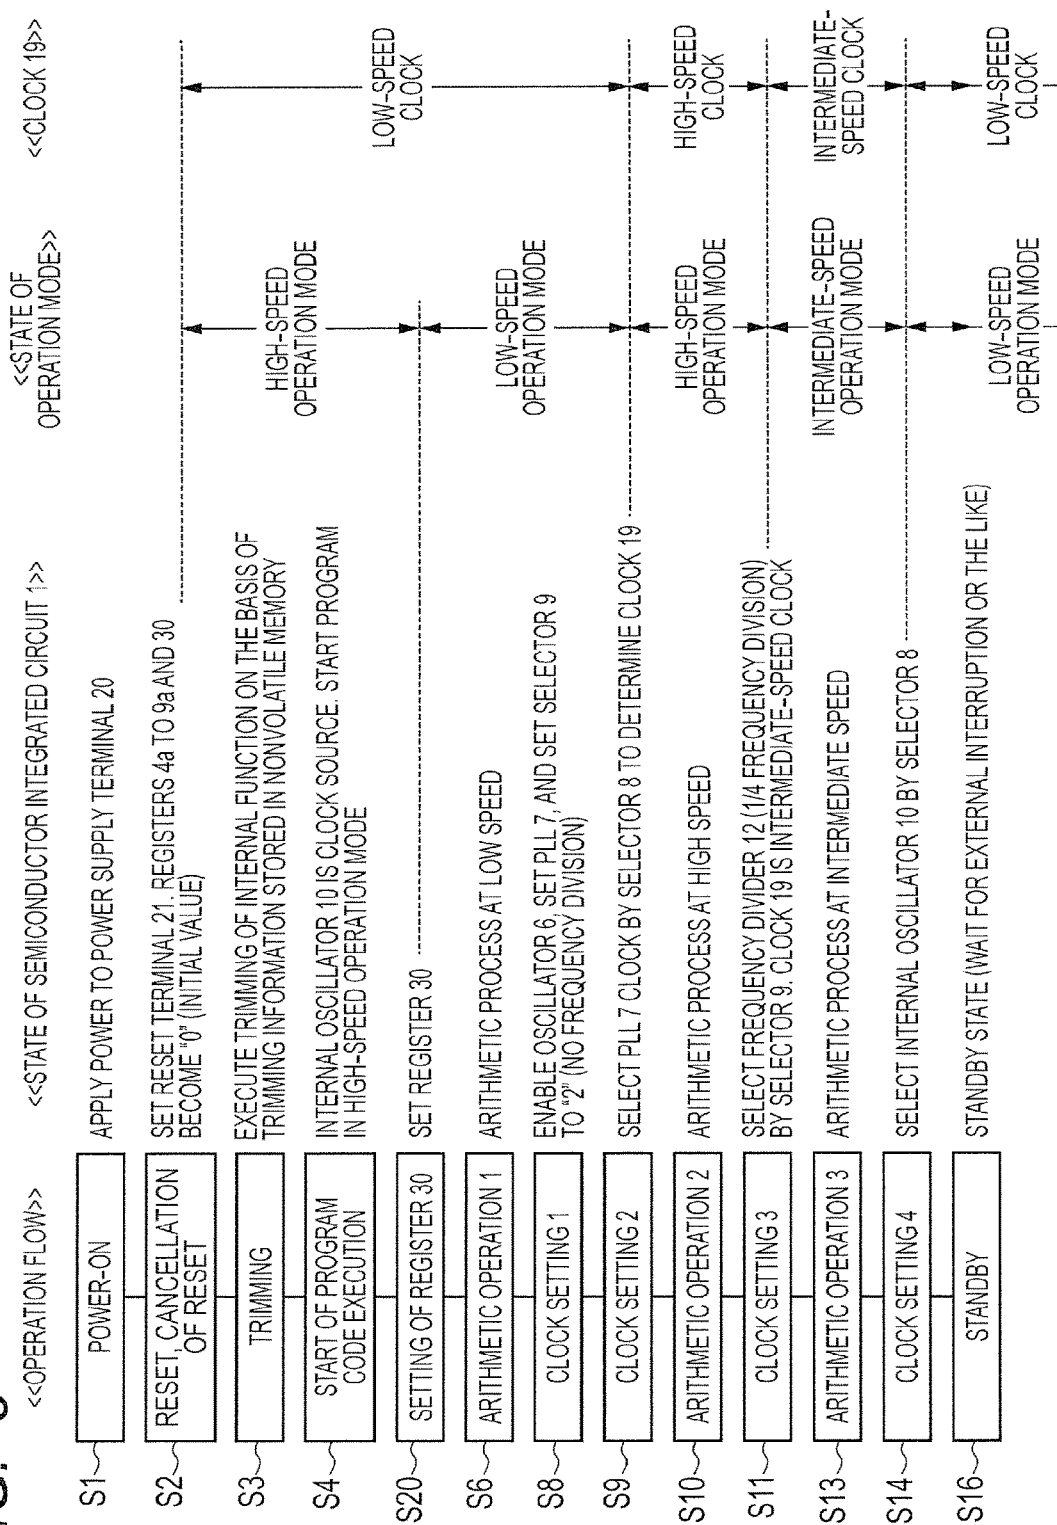 <<OPERATION FLOW>>
<<STATE OF SEMICONDUCTOR INTEGRATED CIRCUIT 1>>
<<STATE OF
OPERATION MODE>>
<<CLOCK 19>>
S1
POWER-ON
APPLY POWER TO POWER SUPPLY TERMINAL 20
S2
RESET, CANCELLATION
OF RESET
SET RESET TERMINAL 21. REGISTERS 4a TO 9a AND 30
BECOME "0" (INITIAL VALUE)
S3
TRIMMING
EXECUTE TRIMMING OF INTERNAL FUNCTION ON THE BASIS OF
TRIMMING INFORMATION STORED IN NONVOLATILE MEMORY
HIGH-SPEED
OPERATION MODE
S4
START OF PROGRAM
CODE EXECUTION
INTERNAL OSCILLATOR 10 IS CLOCK SOURCE. START PROGRAM
IN HIGH-SPEED OPERATION MODE
LOW-SPEED
CLOCK
S20
SETTING OF REGISTER 30
SET REGISTER 30
S6
ARITHMETIC OPERATION 1
ARITHMETIC PROCESS AT LOW SPEED
LOW-SPEED
OPERATION MODE
S8
CLOCK SETTING 1
ENABLE OSCILLATOR 6, SET PLL 7, AND SET SELECTOR 9
TO "2" (NO FREQUENCY DIVISION)
S9
CLOCK SETTING 2
SELECT PLL 7 CLOCK BY SELECTOR 8 TO DETERMINE CLOCK 19
S10
ARITHMETIC OPERATION 2
ARITHMETIC PROCESS AT HIGH SPEED
HIGH-SPEED
OPERATION MODE
HIGH-SPEED
CLOCK
S11
CLOCK SETTING 3
SELECT FREQUENCY DIVIDER 12 (1/4 FREQUENCY DIVISION)
BY SELECTOR 9. CLOCK 19 IS INTERMEDIATE-SPEED CLOCK
S13
ARITHMETIC OPERATION 3
ARITHMETIC PROCESS AT INTERMEDIATE SPEED
INTERMEDIATE-SPEED
OPERATION MODE
INTERMEDIATE-
SPEED CLOCK
S14
CLOCK SETTING 4
SELECT INTERNAL OSCILLATOR 10 BY SELECTOR 8
S16
STANDBY
STANDBY STATE (WAIT FOR EXTERNAL INTERRUPTION OR THE LIKE)
LOW-SPEED
OPERATION MODE
LOW-SPEED
CLOCK